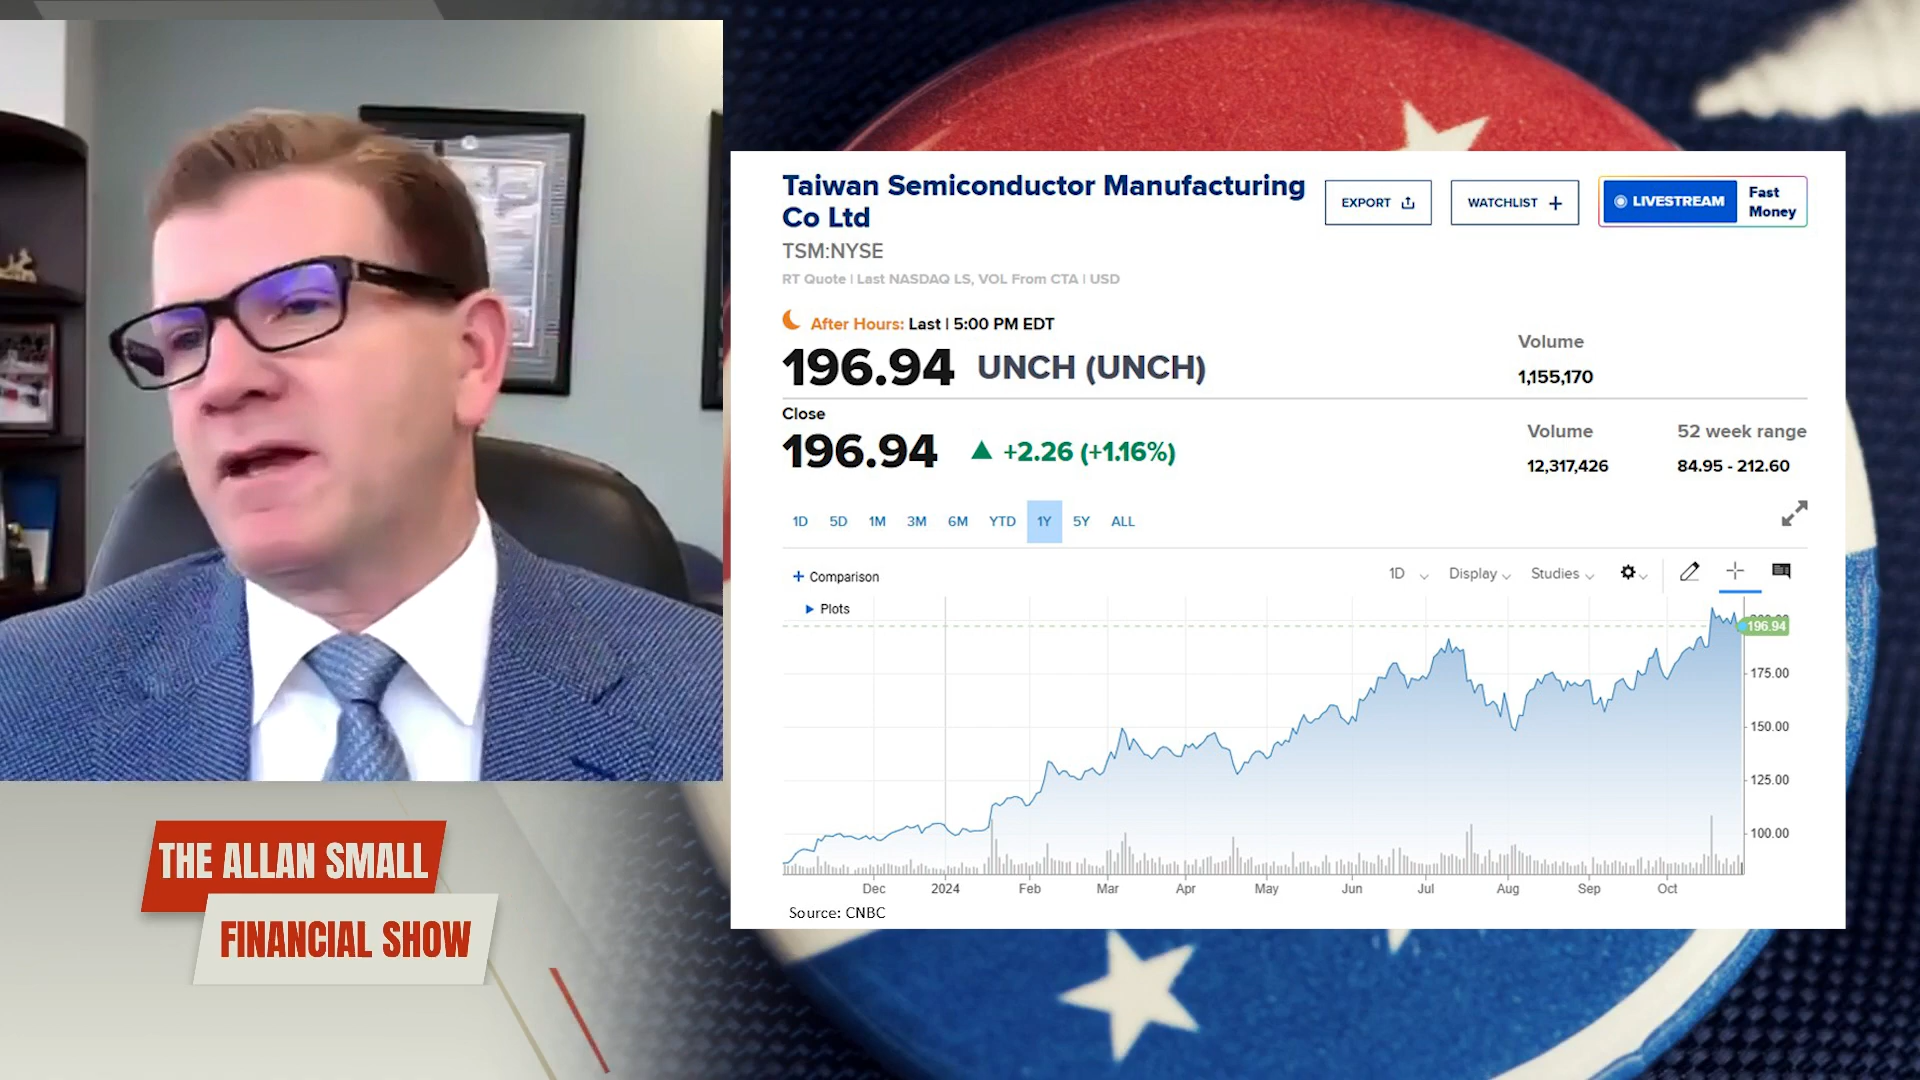 Taiwan Semiconductor Manufacturing
Co Ltd
EXPORT
WATCHLIST
LIVESTREAM
Fast
Money
TSM:NYSE
RT Quote | Last NASDAQ LS, VOL From CTA | USD
After Hours: Last | 5:00 PM EDT
196.94 UNCH (UNCH)
Volume
1,155,170
Close
196.94 +2.26 (+1.16%)
Volume
12,317,426
52 week range
84.95 - 212.60
1D 5D 1M 3M 6M YTD 1Y 5Y ALL
+ Comparison
1D Display Studies
Plots
196.94
175.00
150.00
125.00
100.00
Dec 2024 Feb Mar Apr May Jun Jul Aug Sep Oct
Source: CNBC
THE ALLAN SMALL
FINANCIAL SHOW